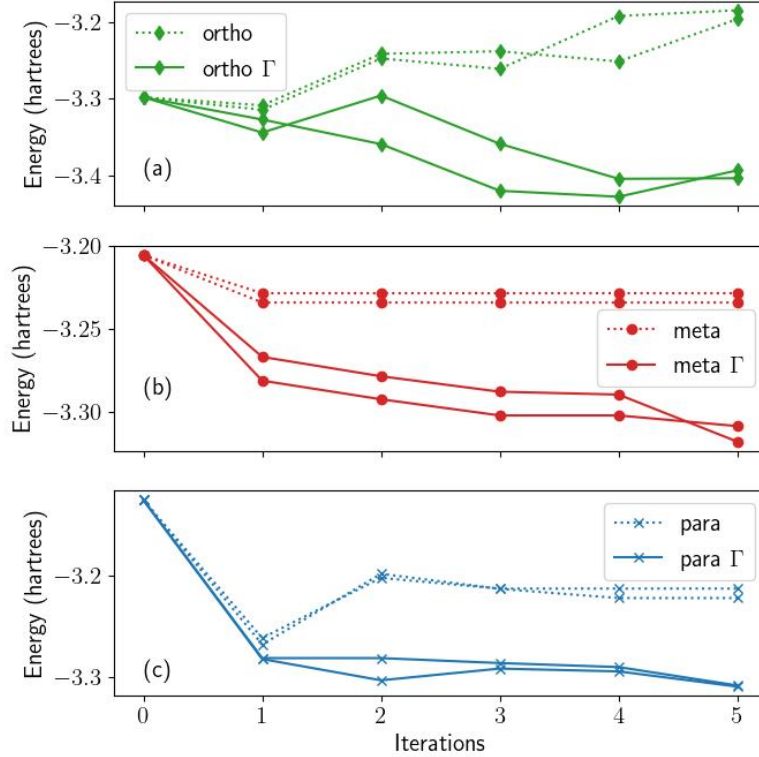 Energy (hartrees)
−3.2
−3.3
−3.4
ortho
ortho Γ
(a)
Energy (hartrees)
−3.20
−3.25
−3.30
meta
meta Γ
(b)
Energy (hartrees)
−3.2
−3.3
para
para Γ
(c)
0 1 2 3 4 5
Iterations